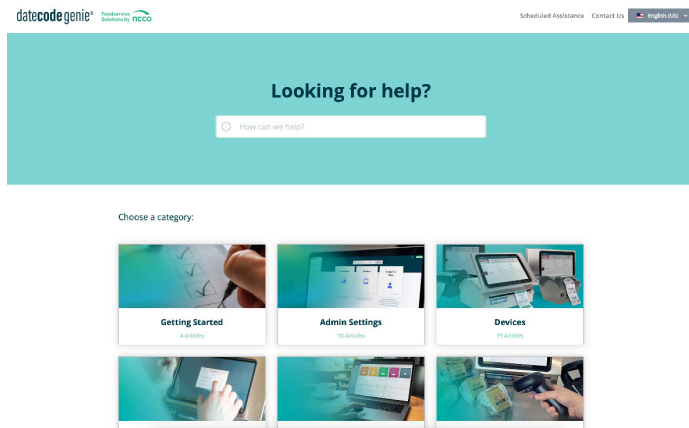 datecodegenie®
Foodservice
Solutions by ncco
Scheduled Assistance
Contact Us
English (US)
Looking for help?
How can we help?
Choose a category:
Getting Started
4 Articles
Admin Settings
10 Articles
Devices
79 Articles